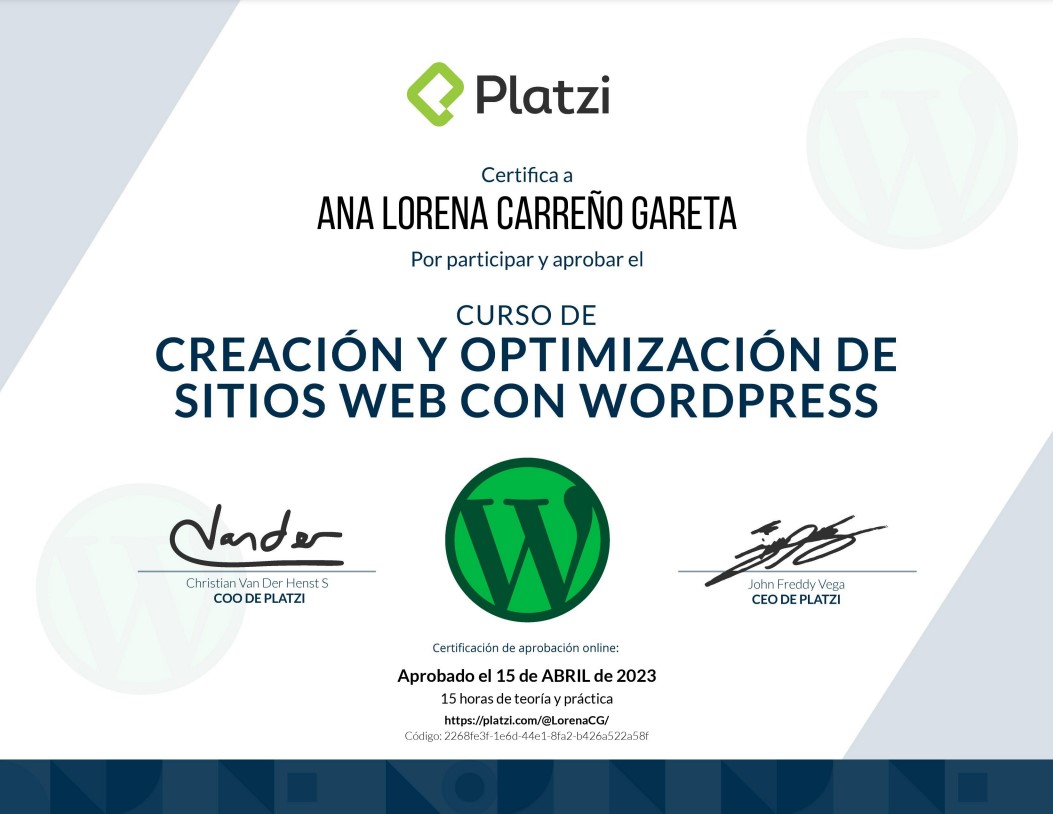 Platzi
Certifica a
ANA LORENA CARREÑO GARETA
Por participar y aprobar el
CURSO DE
CREACIÓN Y OPTIMIZACIÓN DE
SITIOS WEB CON WORDPRESS
Christian Van Der Henst S
COO DE PLATZI
John Freddy Vega
CEO DE PLATZI
Certificación de aprobación online:
Aprobado el 15 de ABRIL de 2023
15 horas de teoría y práctica
https://platzi.com/@LorenaCG/
Código: 2268fe3f-1e6d-44e1-8fa2-b426a522a58f